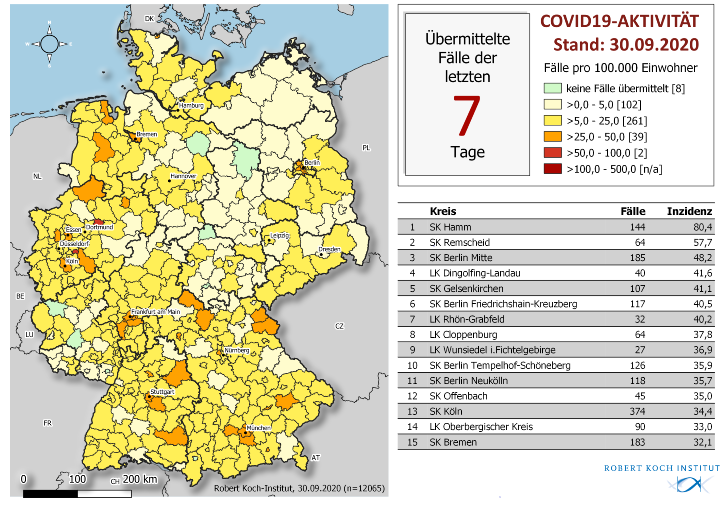 DK
PL
NL
BE
LU
FR
CH
AT
CZ
Hamburg
Bremen
Berlin
Hannover
Essen
Dortmund
Düsseldorf
Köln
Leipzig
Dresden
Frankfurt am Main
Nürnberg
Stuttgart
München
0 100 200 km
Robert Koch-Institut, 30.09.2020 (n=12065)
Übermittelte
Fälle der
letzten
7
Tage
COVID19-AKTIVITÄT
Stand: 30.09.2020
Fälle pro 100.000 Einwohner
keine Fälle übermittelt [8]
>0,0 - 5,0 [102]
>5,0 - 25,0 [261]
>25,0 - 50,0 [39]
>50,0 - 100,0 [2]
>100,0 - 500,0 [n/a]
Kreis Fälle Inzidenz
1 SK Hamm 144 80,4
2 SK Remscheid 64 57,7
3 SK Berlin Mitte 185 48,2
4 LK Dingolfing-Landau 40 41,6
5 SK Gelsenkirchen 107 41,1
6 SK Berlin Friedrichshain-Kreuzberg 117 40,5
7 LK Rhön-Grabfeld 32 40,2
8 LK Cloppenburg 64 37,8
9 LK Wunsiedel i.Fichtelgebirge 27 36,9
10 SK Berlin Tempelhof-Schöneberg 126 35,9
11 SK Berlin Neukölln 118 35,7
12 SK Offenbach 45 35,0
13 SK Köln 374 34,4
14 LK Oberbergischer Kreis 90 33,0
15 SK Bremen 183 32,1
ROBERT KOCH INSTITUT